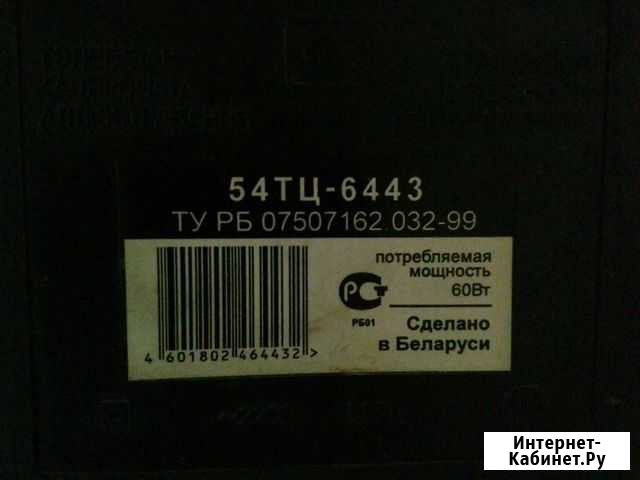 54ТЦ-6443
ТУ РБ 07507162.032-99
потребляемая
мощность
60Вт
РБ01
Сделано
в Беларуси
4 601802 464432 >
Интернет-
Кабинет.Ру